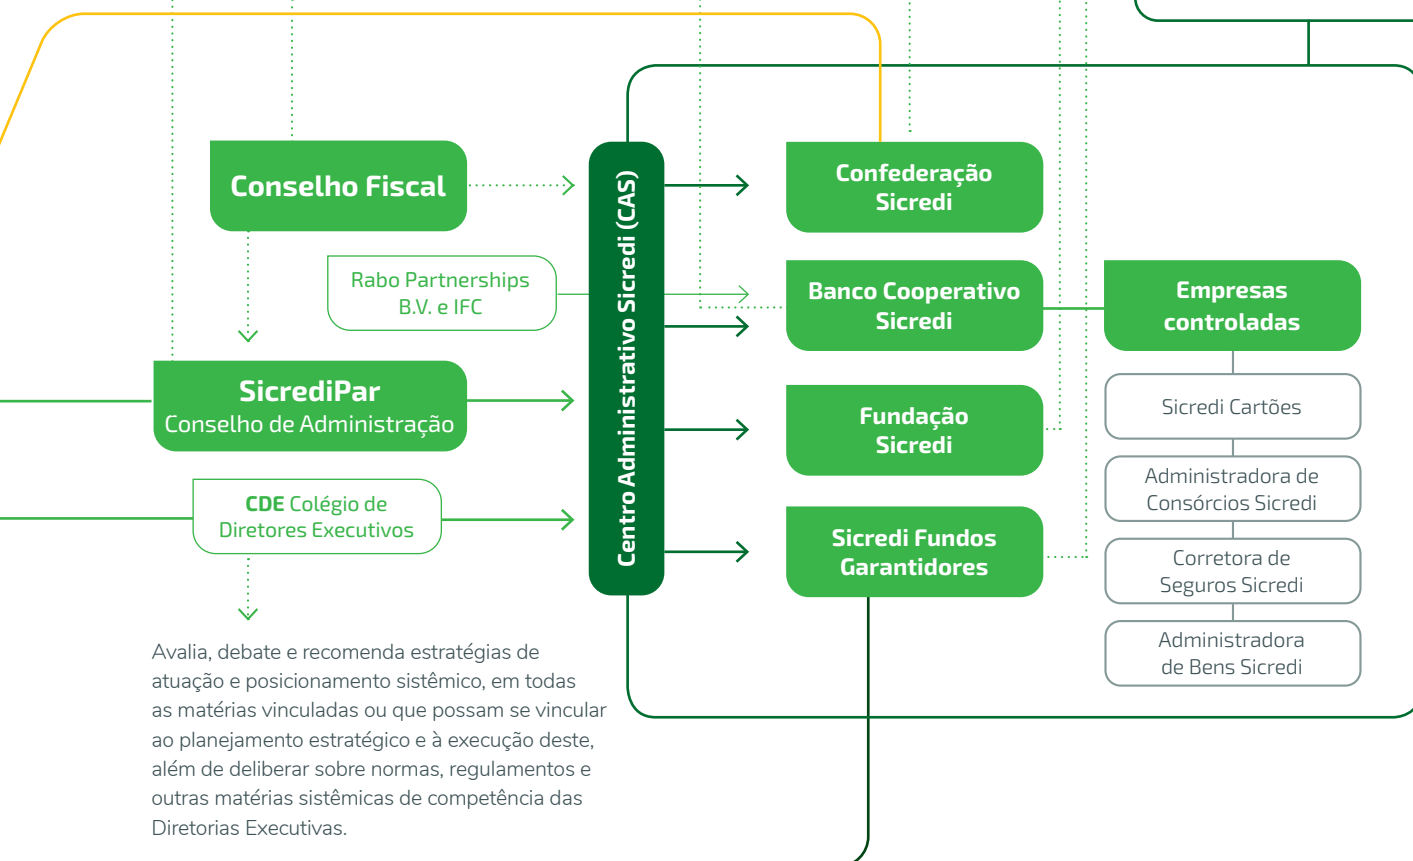 Conselho Fiscal
Rabo Partnerships
B.V. e IFC
SicrediPar
Conselho de Administração
CDE Colégio de
Diretores Executivos
Avalia, debate e recomenda estratégias de
atuação e posicionamento sistêmico, em todas
as matérias vinculadas ou que possam se vincular
ao planejamento estratégico e à execução deste,
além de deliberar sobre normas, regulamentos e
outras matérias sistêmicas de competência das
Diretorias Executivas.
Centro Administrativo Sicredi (CAS)
Confederação
Sicredi
Banco Cooperativo
Sicredi
Fundação
Sicredi
Sicredi Fundos
Garantidores
Empresas
controladas
Sicredi Cartões
Administradora de
Consórcios Sicredi
Corretora de
Seguros Sicredi
Administradora
de Bens Sicredi